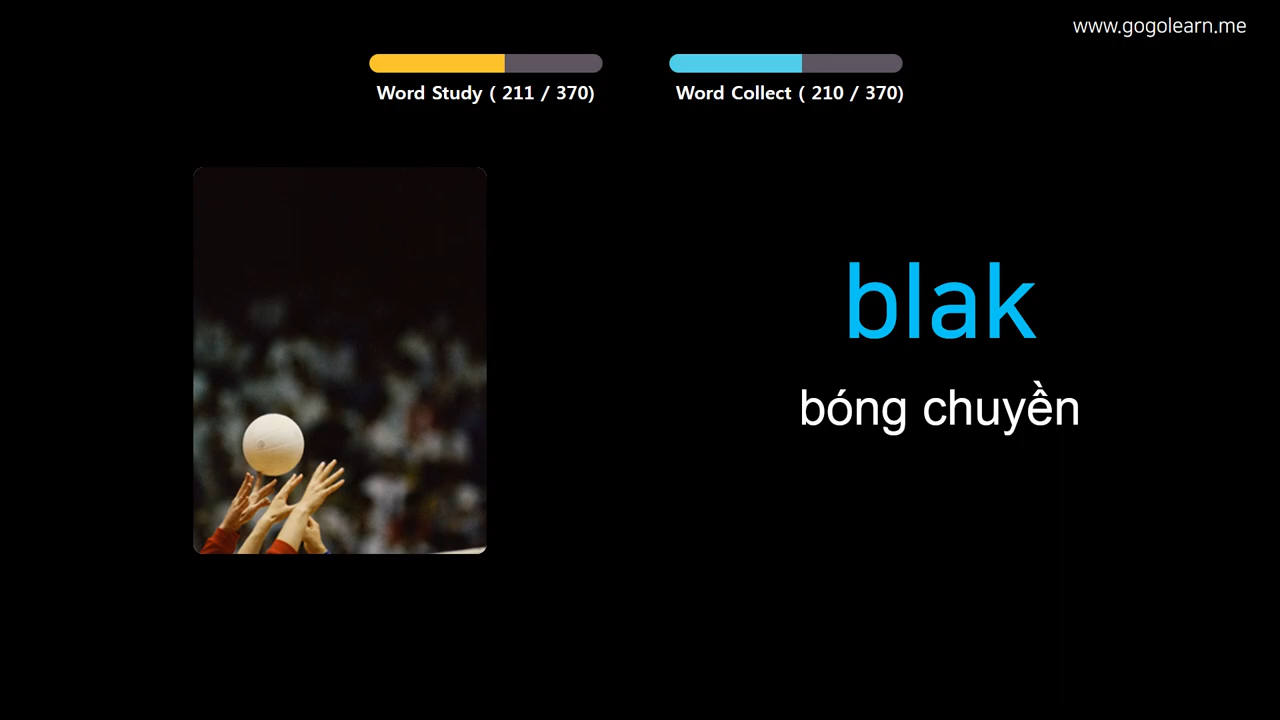 www.gogolearn.me
Word Study ( 211 / 370)
Word Collect ( 210 / 370)
blak
bóng chuyền